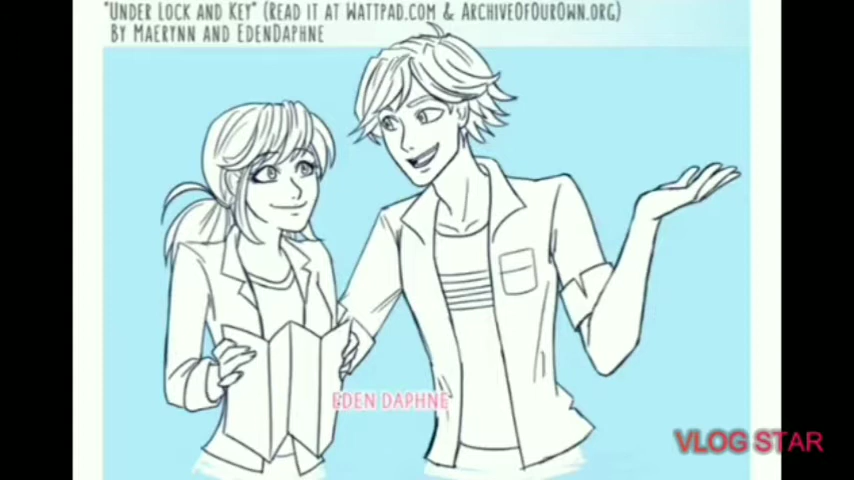 "Under Lock and Key" (Read it at Wattpad.com & ArchiveOfOurOwn.org)
By Maerynn and EdenDaphne
EDEN DAPHNE
VLOG STAR